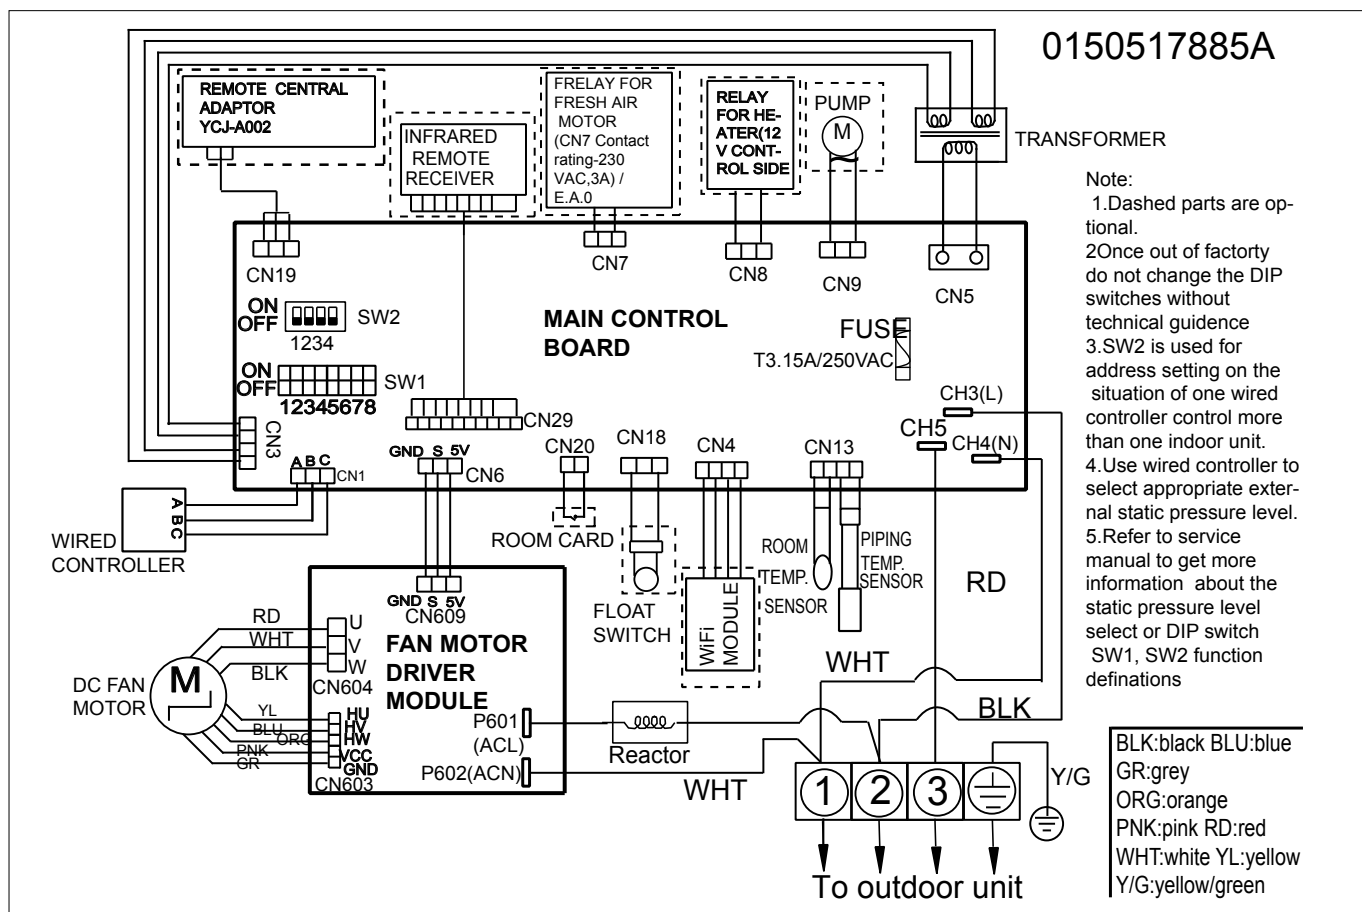 0150517885A
REMOTE CENTRAL
ADAPTOR
YCJ-A002
INFRARED
REMOTE
RECEIVER
FRELAY FOR
FRESH AIR
MOTOR
(CN7 Contact
rating-230
VAC,3A) /
E.A.0
RELAY
FOR HE-
ATER(12
V CONT-
ROL SIDE
PUMP
M
TRANSFORMER
Note:
1.Dashed parts are op-
tional.
2Once out of factorty
do not change the DIP
switches without
technical guidence
3.SW2 is used for
address setting on the
situation of one wired
controller control more
than one indoor unit.
4.Use wired controller to
select appropriate exter-
nal static pressure level.
5.Refer to service
manual to get more
information about the
static pressure level
select or DIP switch
SW1, SW2 function
definations
CN19
CN7
CN8
CN9
CN5
ON
OFF
SW2
1234
ON
OFF
SW1
12345678
MAIN CONTROL
BOARD
FUSE
T3.15A/250VAC
CH3(L)
CH5
CH4(N)
CN3
A B C
CN1
CN29
GND S 5V
CN6
CN20
CN18
CN4
CN13
A
B
C
WIRED
CONTROLLER
ROOM CARD
FLOAT
SWITCH
WiFi
MODULE
ROOM
TEMP.
SENSOR
PIPING
TEMP.
SENSOR
RD
WHT
BLK
GND S 5V
CN609
FAN MOTOR
DRIVER
MODULE
RD
WHT
BLK
U
V
W
CN604
DC FAN
MOTOR
M
YL
BLU
ORG
PNK
GR
HU
HV
HW
VCC
GND
CN603
P601
(ACL)
P602(ACN)
Reactor
WHT
1
2
3
Y/G
To outdoor unit
BLK:black BLU:blue
GR:grey
ORG:orange
PNK:pink RD:red
WHT:white YL:yellow
Y/G:yellow/green